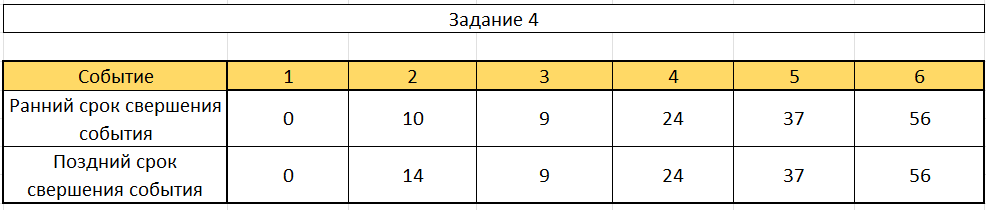 Задание 4
Событие 1 2 3 4 5 6
Ранний срок свершения
события 0 10 9 24 37 56
Поздний срок
свершения события 0 14 9 24 37 56